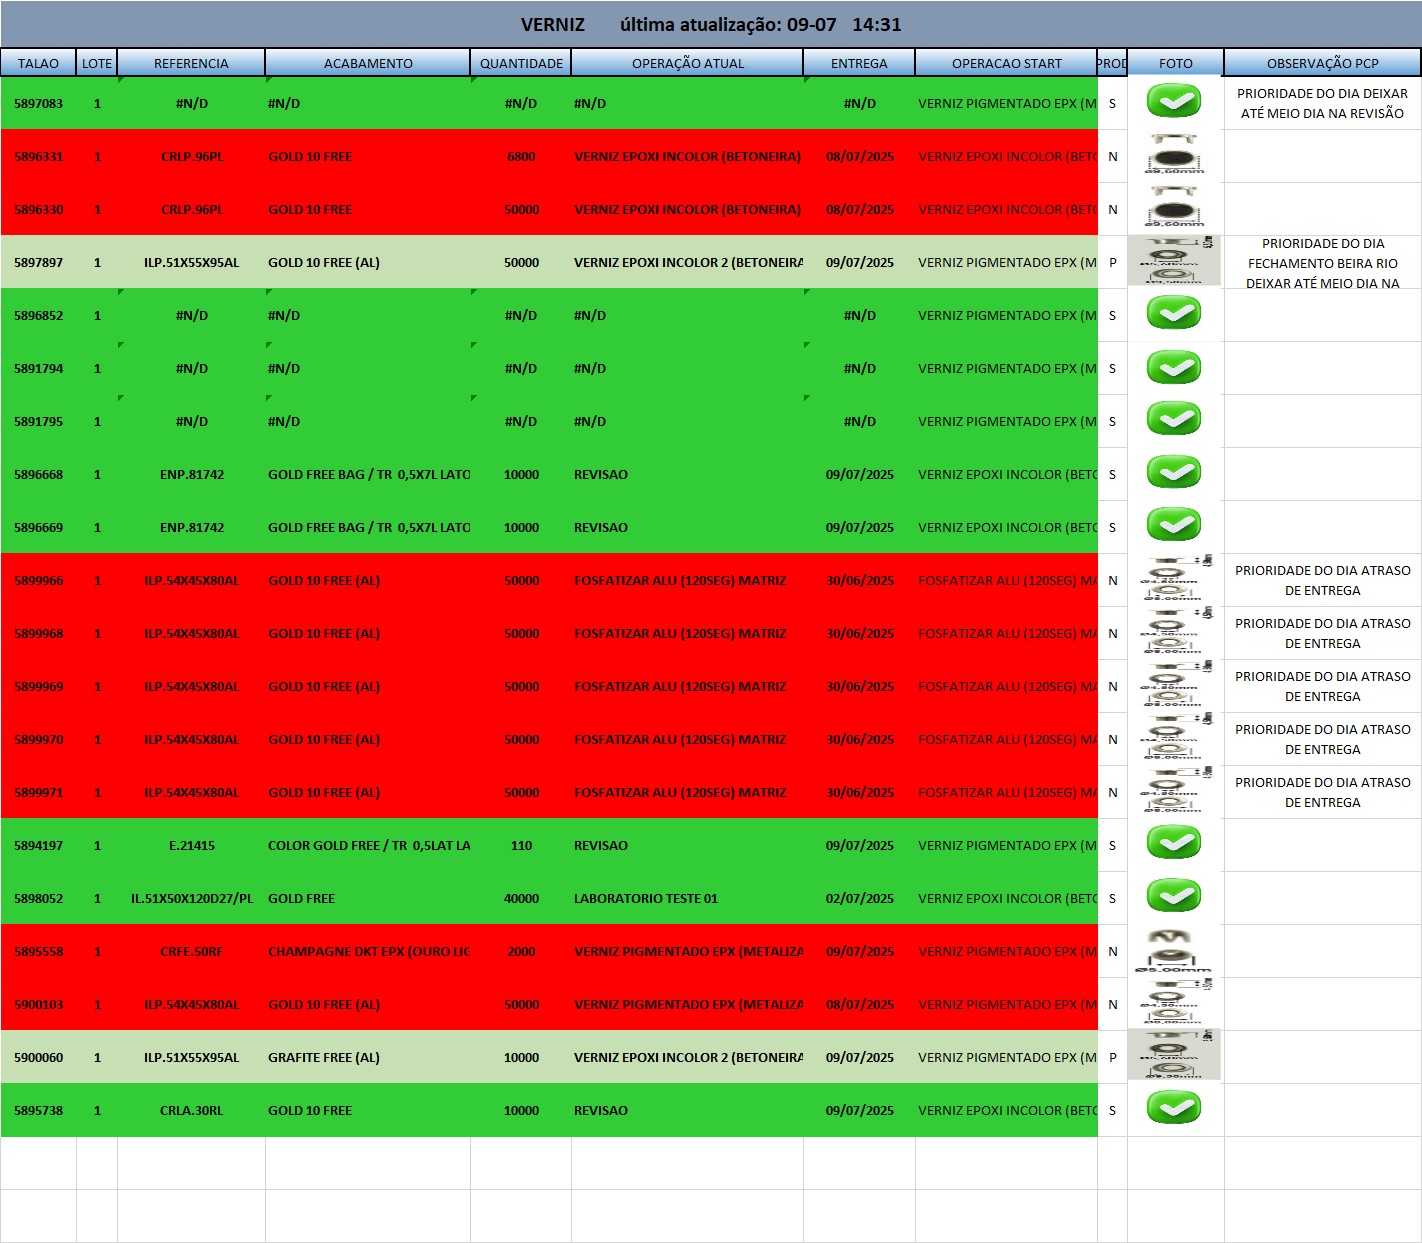 VERNIZ última atualização: 09-07 14:31
TALAO LOTE REFERENCIA ACABAMENTO QUANTIDADE OPERAÇÃO ATUAL ENTREGA OPERACAO START PROD FOTO OBSERVAÇÃO PCP
5897083 1 #N/D #N/D #N/D #N/D #N/D VERNIZ PIGMENTADO EPX (M S PRIORIDADE DO DIA DEIXAR
ATÉ MEIO DIA NA REVISÃO
5896331 1 CRLP.96PL GOLD 10 FREE 6800 VERNIZ EPOXI INCOLOR (BETONEIRA) 08/07/2025 VERNIZ EPOXI INCOLOR (BETO N
ø9,60mm
5896330 1 CRLP.96PL GOLD 10 FREE 50000 VERNIZ EPOXI INCOLOR (BETONEIRA) 08/07/2025 VERNIZ EPOXI INCOLOR (BETO N
ø9,60mm
5897897 1 ILP.51X55X95AL GOLD 10 FREE (AL) 50000 VERNIZ EPOXI INCOLOR 2 (BETONEIRA 09/07/2025 VERNIZ PIGMENTADO EPX (M P PRIORIDADE DO DIA
FECHAMENTO BEIRA RIO
DEIXAR ATÉ MEIO DIA NA
5896852 1 #N/D #N/D #N/D #N/D #N/D VERNIZ PIGMENTADO EPX (M S
5891794 1 #N/D #N/D #N/D #N/D #N/D VERNIZ PIGMENTADO EPX (M S
5891795 1 #N/D #N/D #N/D #N/D #N/D VERNIZ PIGMENTADO EPX (M S
5896668 1 ENP.81742 GOLD FREE BAG / TR 0,5X7L LATO 10000 REVISAO 09/07/2025 VERNIZ EPOXI INCOLOR (BETO S
5896669 1 ENP.81742 GOLD FREE BAG / TR 0,5X7L LATO 10000 REVISAO 09/07/2025 VERNIZ EPOXI INCOLOR (BETO S
5899966 1 ILP.54X45X80AL GOLD 10 FREE (AL) 50000 FOSFATIZAR ALU (120SEG) MATRIZ 30/06/2025 FOSFATIZAR ALU (120SEG) MA N PRIORIDADE DO DIA ATRASO
DE ENTREGA
5899968 1 ILP.54X45X80AL GOLD 10 FREE (AL) 50000 FOSFATIZAR ALU (120SEG) MATRIZ 30/06/2025 FOSFATIZAR ALU (120SEG) MA N PRIORIDADE DO DIA ATRASO
DE ENTREGA
5899969 1 ILP.54X45X80AL GOLD 10 FREE (AL) 50000 FOSFATIZAR ALU (120SEG) MATRIZ 30/06/2025 FOSFATIZAR ALU (120SEG) MA N PRIORIDADE DO DIA ATRASO
DE ENTREGA
5899970 1 ILP.54X45X80AL GOLD 10 FREE (AL) 50000 FOSFATIZAR ALU (120SEG) MATRIZ 30/06/2025 FOSFATIZAR ALU (120SEG) MA N PRIORIDADE DO DIA ATRASO
DE ENTREGA
5899971 1 ILP.54X45X80AL GOLD 10 FREE (AL) 50000 FOSFATIZAR ALU (120SEG) MATRIZ 30/06/2025 FOSFATIZAR ALU (120SEG) MA N PRIORIDADE DO DIA ATRASO
DE ENTREGA
5894197 1 E.21415 COLOR GOLD FREE / TR 0,5LAT LA 110 REVISAO 09/07/2025 VERNIZ PIGMENTADO EPX (M S
5898052 1 IL.51X50X120D27/PL GOLD FREE 40000 LABORATORIO TESTE 01 02/07/2025 VERNIZ EPOXI INCOLOR (BETO S
5895558 1 CRFE.50RF CHAMPAGNE DKT EPX (OURO LIG 2000 VERNIZ PIGMENTADO EPX (METALIZA 09/07/2025 VERNIZ PIGMENTADO EPX (M N
Ø5.00mm
5900103 1 ILP.54X45X80AL GOLD 10 FREE (AL) 50000 VERNIZ PIGMENTADO EPX (METALIZA 08/07/2025 VERNIZ PIGMENTADO EPX (M N
5900060 1 ILP.51X55X95AL GRAFITE FREE (AL) 10000 VERNIZ EPOXI INCOLOR 2 (BETONEIRA 09/07/2025 VERNIZ PIGMENTADO EPX (M P
5895738 1 CRLA.30RL GOLD 10 FREE 10000 REVISAO 09/07/2025 VERNIZ EPOXI INCOLOR (BETO S